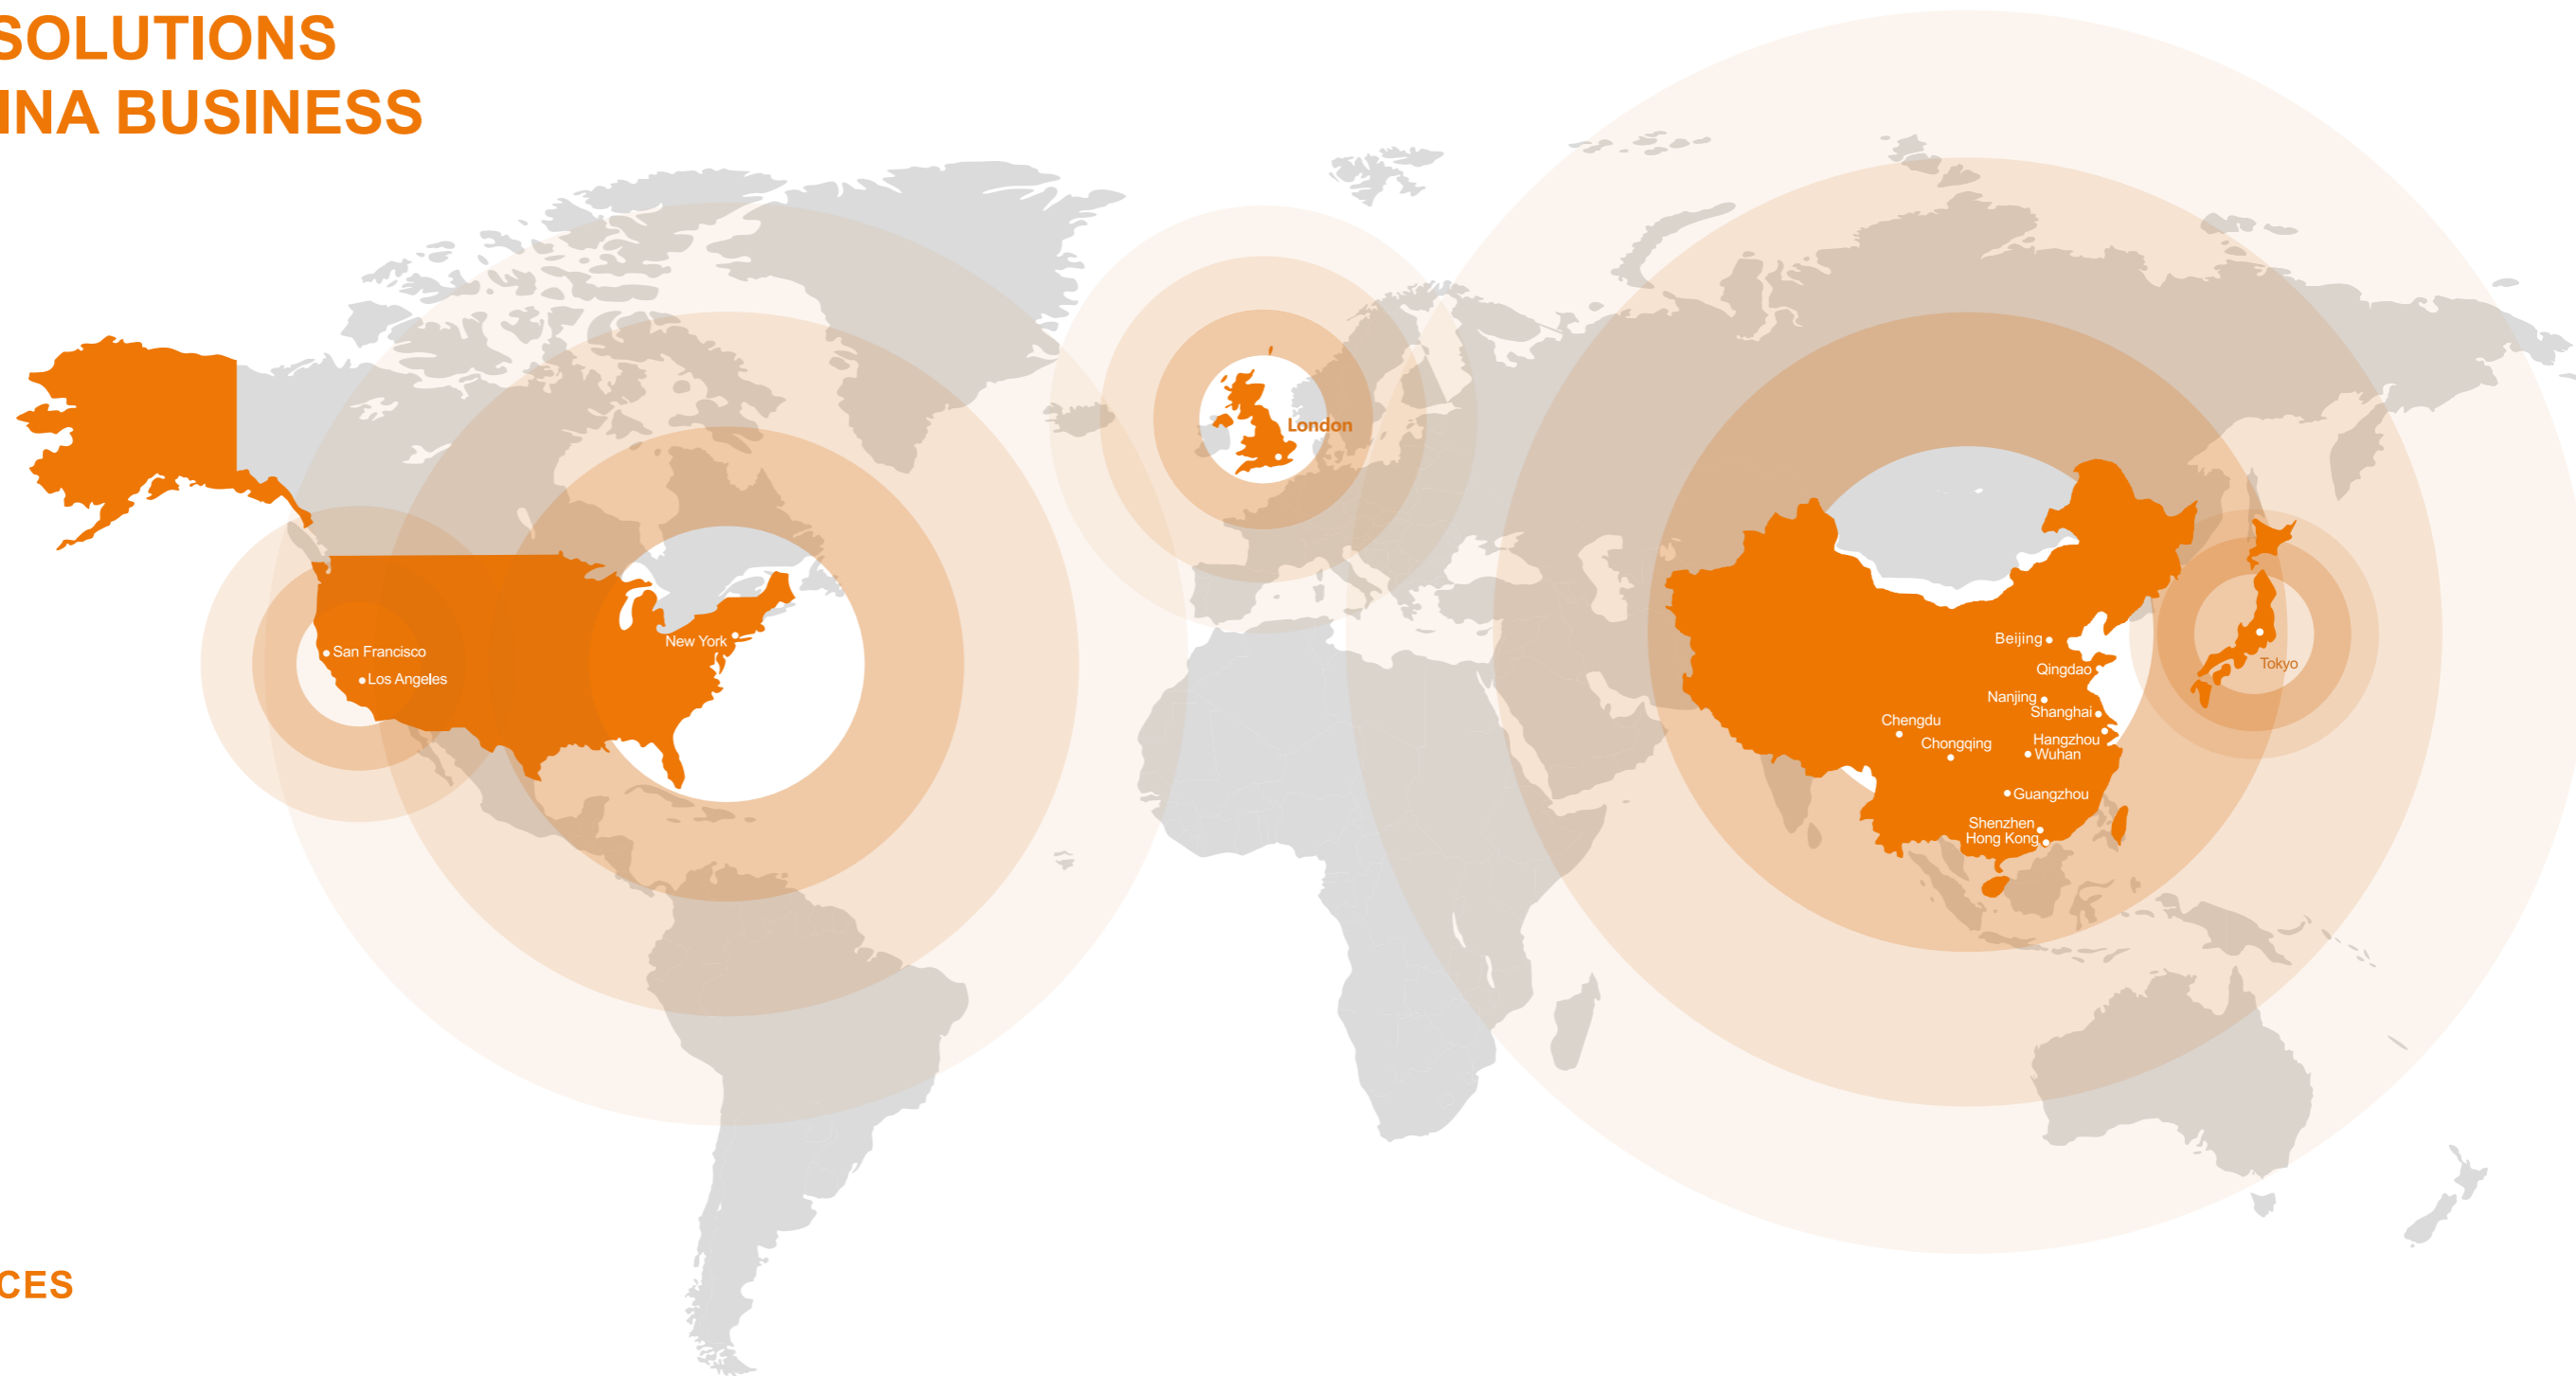 SOLUTIONS
INA BUSINESS
London
New York
San Francisco
Los Angeles
Beijing
Qingdao
Nanjing
Shanghai
Chengdu
Hangzhou
Chongqing
Wuhan
Guangzhou
Shenzhen
Hong Kong
Tokyo
CES